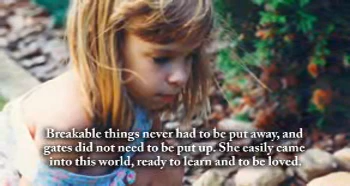 Breakable things never had to be put away, and
gates did not need to be put up. She easily came
into this world, ready to learn and to be loved.